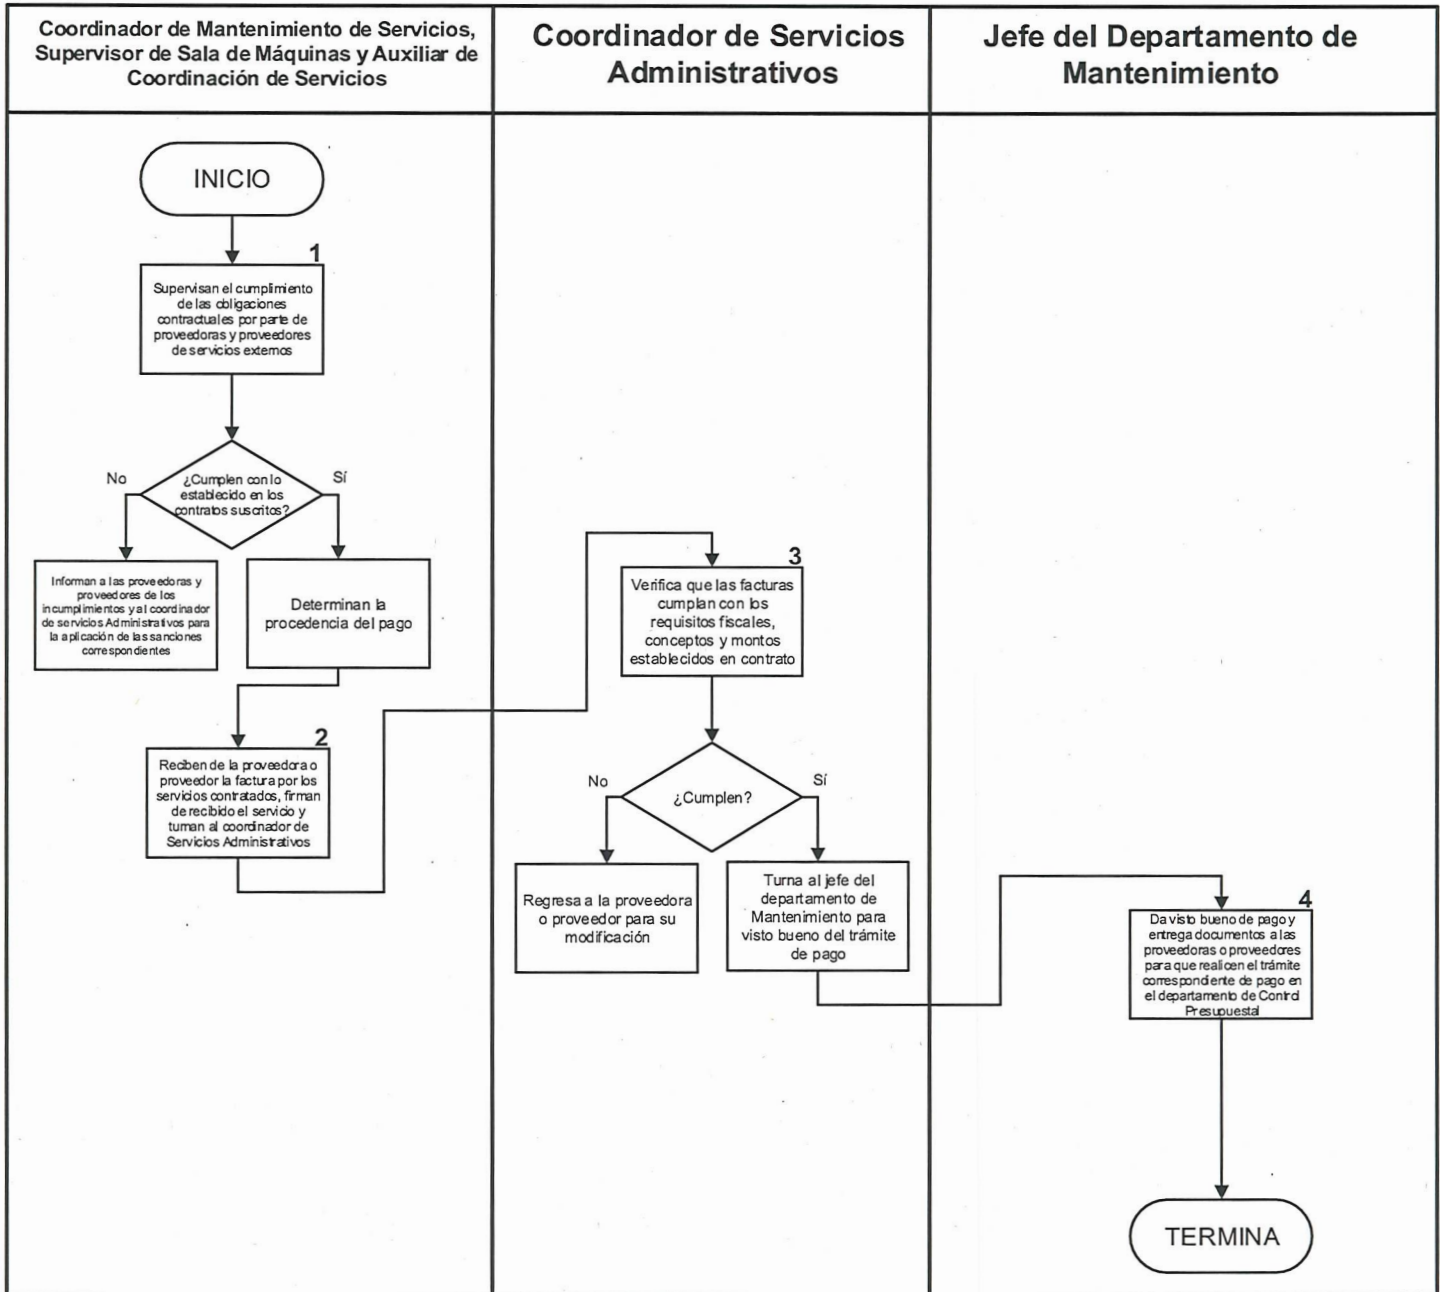 Coordinador de Mantenimiento de Servicios,
Supervisor de Sala de Máquinas y Auxiliar de
Coordinación de Servicios
Coordinador de Servicios
Administrativos
Jefe del Departamento de
Mantenimiento
INICIO
1
Supervisan el cumplimiento
de las obligaciones
contractuales por parte de
proveedoras y proveedores
de servicios externos
No
¿Cumplen con lo
establecido en los
contratos suscritos?
Sí
Informan a las proveedoras y
proveedores de los
incumplimientos y al coordinador
de servicios Administrativos para
la aplicación de las sanciones
correspondientes
Determinan la
procedencia del pago
2
Reciben de la proveedora o
proveedor la factura por los
servicios contratados, firman
de recibido el servicio y
turnan al coordinador de
Servicios Administrativos
3
Verifica que las facturas
cumplan con los
requisitos fiscales,
conceptos y montos
establecidos en contrato
No
¿Cumplen?
Sí
Regresa a la proveedora
o proveedor para su
modificación
Turna al jefe del
departamento de
Mantenimiento para
visto bueno del trámite
de pago
4
Da visto bueno de pago y
entrega documentos a las
proveedoras o proveedores
para que realicen el trámite
correspondiente de pago en
el departamento de Control
Presupuestal
TERMINA